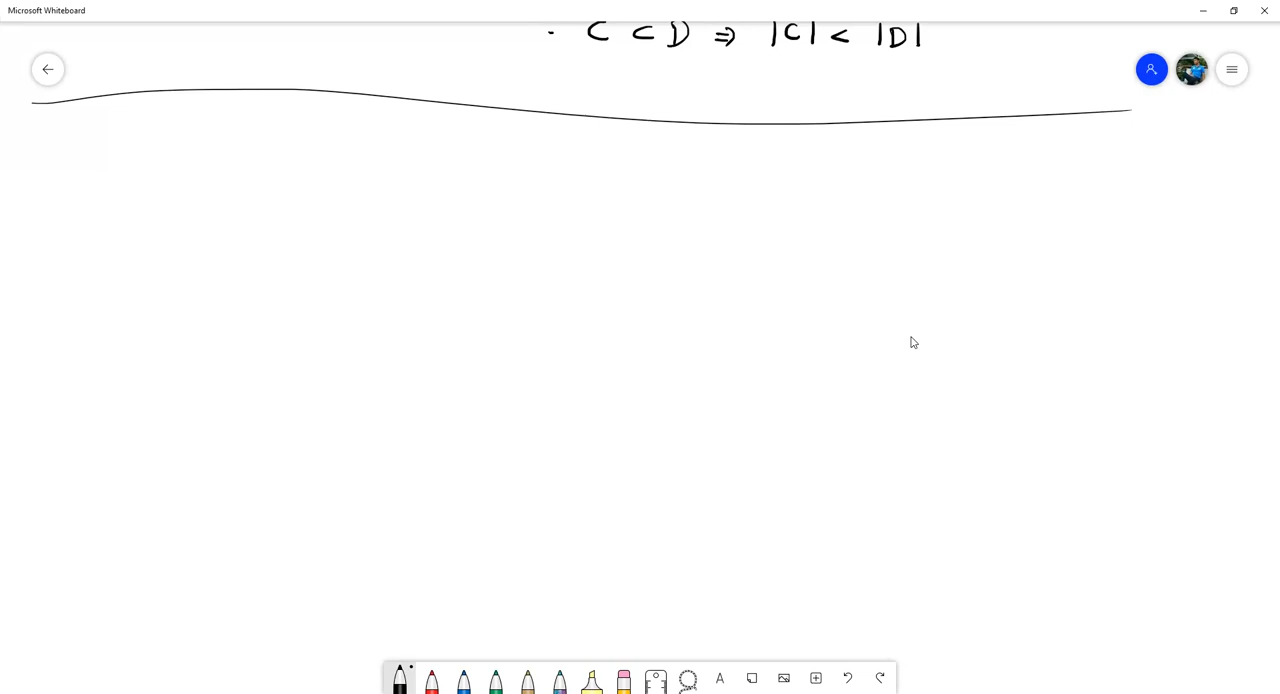 Microsoft Whiteboard
· C ⊂ D ⇒ |C| < |D|
A